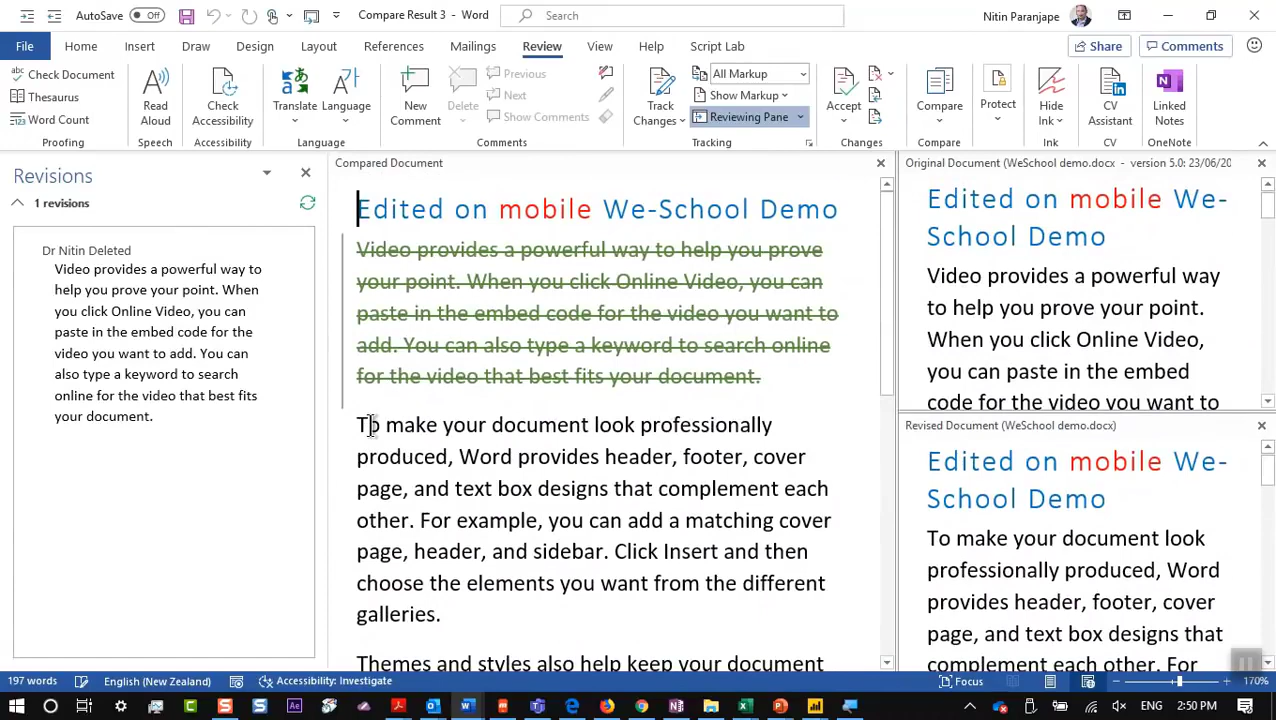 AutoSave Off Compare Result 3 - Word Search Nitin Paranjape
File Home Insert Draw Design Layout References Mailings Review View Help Script Lab Share Comments
abc Check Document
Thesaurus
Word Count
Proofing
Read
Aloud
Speech
Check
Accessibility
Accessibility
Translate Language
Language
New
Comment
Delete
Previous
Next
Show Comments
Comments
Track
Changes
All Markup
Show Markup
Reviewing Pane
Tracking
Accept
Changes
Compare
Compare
Protect
Hide
Ink
Ink
CV
Assistant
CV
Linked
Notes
OneNote
Revisions
1 revisions
Dr Nitin Deleted
Video provides a powerful way to
help you prove your point. When
you click Online Video, you can
paste in the embed code for the
video you want to add. You can
also type a keyword to search
online for the video that best fits
your document.
Compared Document
Edited on mobile We-School Demo
Video provides a powerful way to help you prove
your point. When you click Online Video, you can
paste in the embed code for the video you want to
add. You can also type a keyword to search online
for the video that best fits your document.
To make your document look professionally
produced, Word provides header, footer, cover
page, and text box designs that complement each
other. For example, you can add a matching cover
page, header, and sidebar. Click Insert and then
choose the elements you want from the different
galleries.
Themes and styles also help keep your document
Original Document (WeSchool demo.docx - version 5.0: 23/06/20
Edited on mobile We-
School Demo
Video provides a powerful way
to help you prove your point.
When you click Online Video,
you can paste in the embed
code for the video you want to
Revised Document (WeSchool demo.docx)
Edited on mobile We-
School Demo
To make your document look
professionally produced, Word
provides header, footer, cover
page, and text box designs that
complement each other. For
197 words English (New Zealand) Accessibility: Investigate Focus 170%
2:50 PM